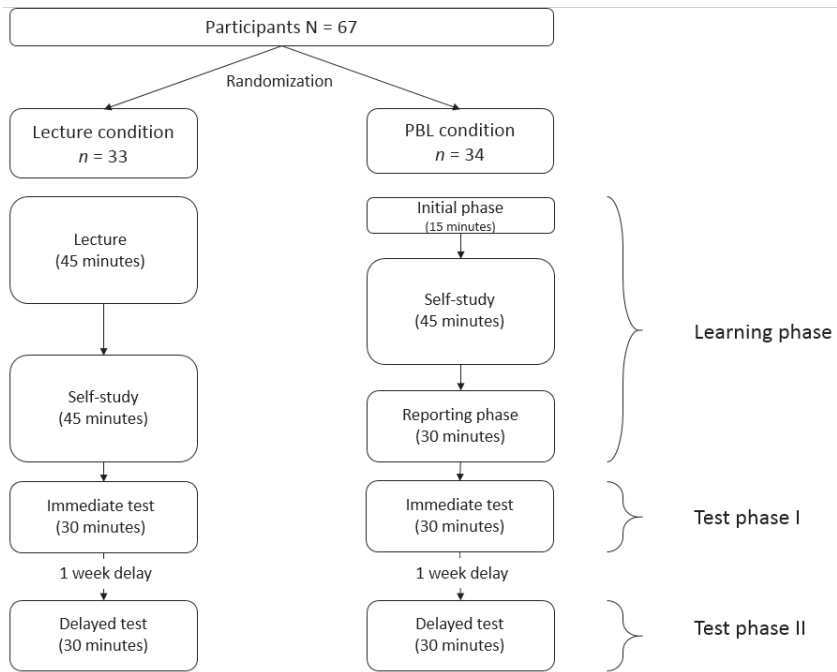 Participants N = 67
Randomization
Lecture condition
n = 33
PBL condition
n = 34
Lecture
(45 minutes)
Self-study
(45 minutes)
Immediate test
(30 minutes)
1 week delay
Delayed test
(30 minutes)
Initial phase
(15 minutes)
Self-study
(45 minutes)
Reporting phase
(30 minutes)
Immediate test
(30 minutes)
1 week delay
Delayed test
(30 minutes)
Learning phase
Test phase I
Test phase II